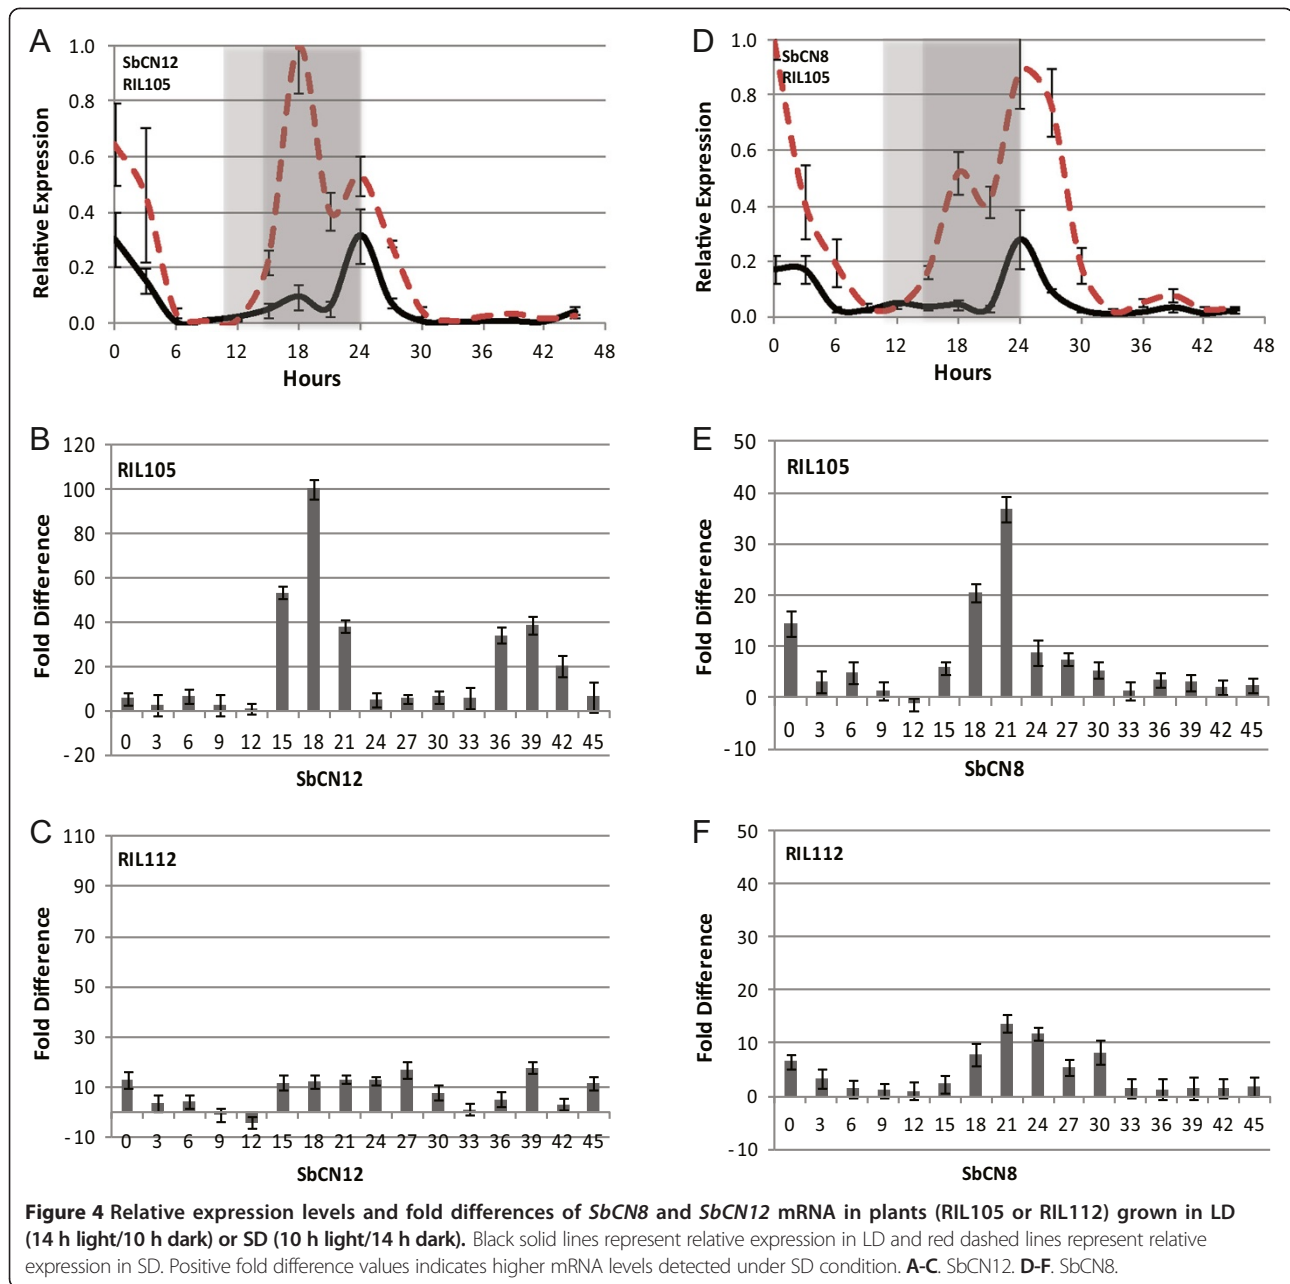 A
SbCN12
RIL105
Relative Expression
1.0
0.8
0.6
0.4
0.2
0.0
0 6 12 18 24 30 36 42 48
Hours
D
SbCN8
RIL105
Relative Expression
1.0
0.8
0.6
0.4
0.2
0.0
0 6 12 18 24 30 36 42 48
Hours
B
RIL105
Fold Difference
120
100
80
60
40
20
0
-20
0 3 6 9 12 15 18 21 24 27 30 33 36 39 42 45
SbCN12
E
RIL105
Fold Difference
50
40
30
20
10
0
-10
0 3 6 9 12 15 18 21 24 27 30 33 36 39 42 45
SbCN8
C
RIL112
Fold Difference
110
90
70
50
30
10
-10
0 3 6 9 12 15 18 21 24 27 30 33 36 39 42 45
SbCN12
F
RIL112
Fold Difference
50
40
30
20
10
0
-10
0 3 6 9 12 15 18 21 24 27 30 33 36 39 42 45
SbCN8
Figure 4 Relative expression levels and fold differences of SbCN8 and SbCN12 mRNA in plants (RIL105 or RIL112) grown in LD
(14 h light/10 h dark) or SD (10 h light/14 h dark). Black solid lines represent relative expression in LD and red dashed lines represent relative
expression in SD. Positive fold difference values indicates higher mRNA levels detected under SD condition. A-C. SbCN12. D-F. SbCN8.